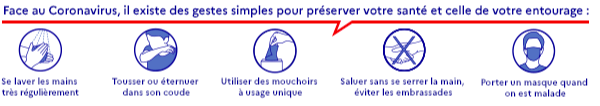 Face au Coronavirus, il existe des gestes simples pour préserver votre santé et celle de votre entourage :
Se laver les mains
très régulièrement
Tousser ou éternuer
dans son coude
Utiliser des mouchoirs
à usage unique
Saluer sans se serrer la main,
éviter les embrassades
Porter un masque quand
on est malade